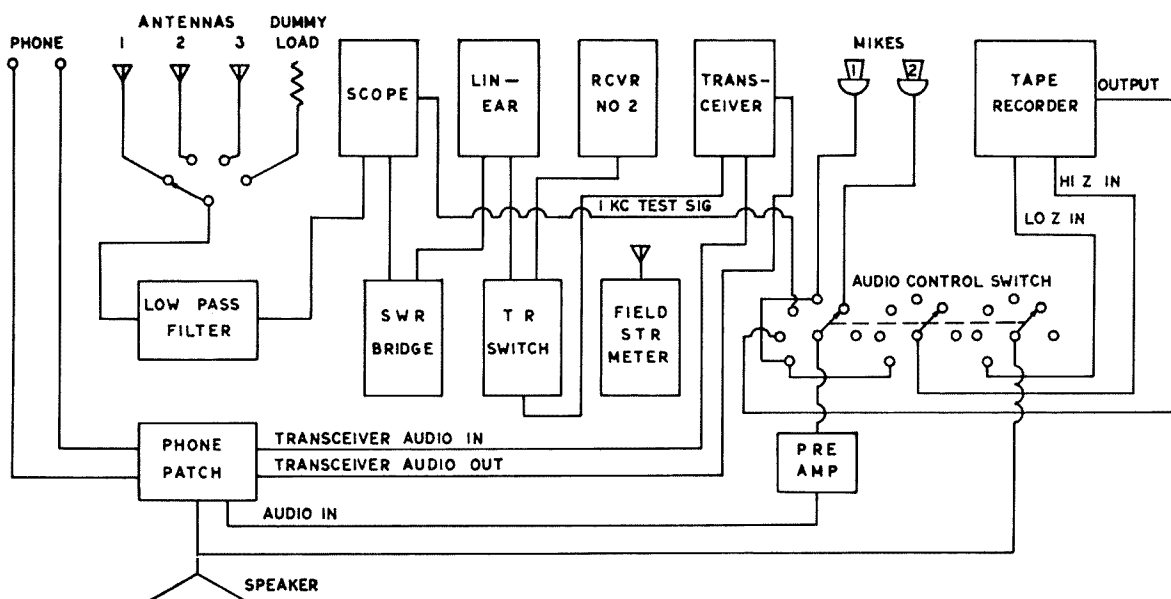 ANTENNAS
DUMMY
LOAD
PHONE
1
2
3
SCOPE
LIN-
EAR
RCVR
NO 2
TRANS-
CEIVER
MIKES
1
2
TAPE
RECORDER
OUTPUT
HI Z IN
LO Z IN
1 KC TEST SIG
AUDIO CONTROL SWITCH
LOW PASS
FILTER
SWR
BRIDGE
T R
SWITCH
FIELD
STR
METER
PHONE
PATCH
TRANSCEIVER AUDIO IN
TRANSCEIVER AUDIO OUT
AUDIO IN
PRE
AMP
SPEAKER